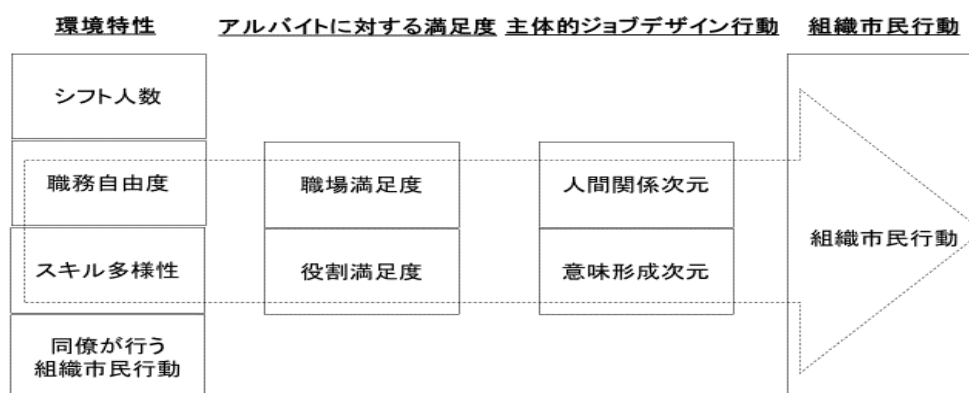 環境特性 アルバイトに対する満足度 主体的ジョブデザイン行動 組織市民行動
シフト人数
職務自由度 職場満足度 人間関係次元
組織市民行動
スキル多様性 役割満足度 意味形成次元
同僚が行う
組織市民行動